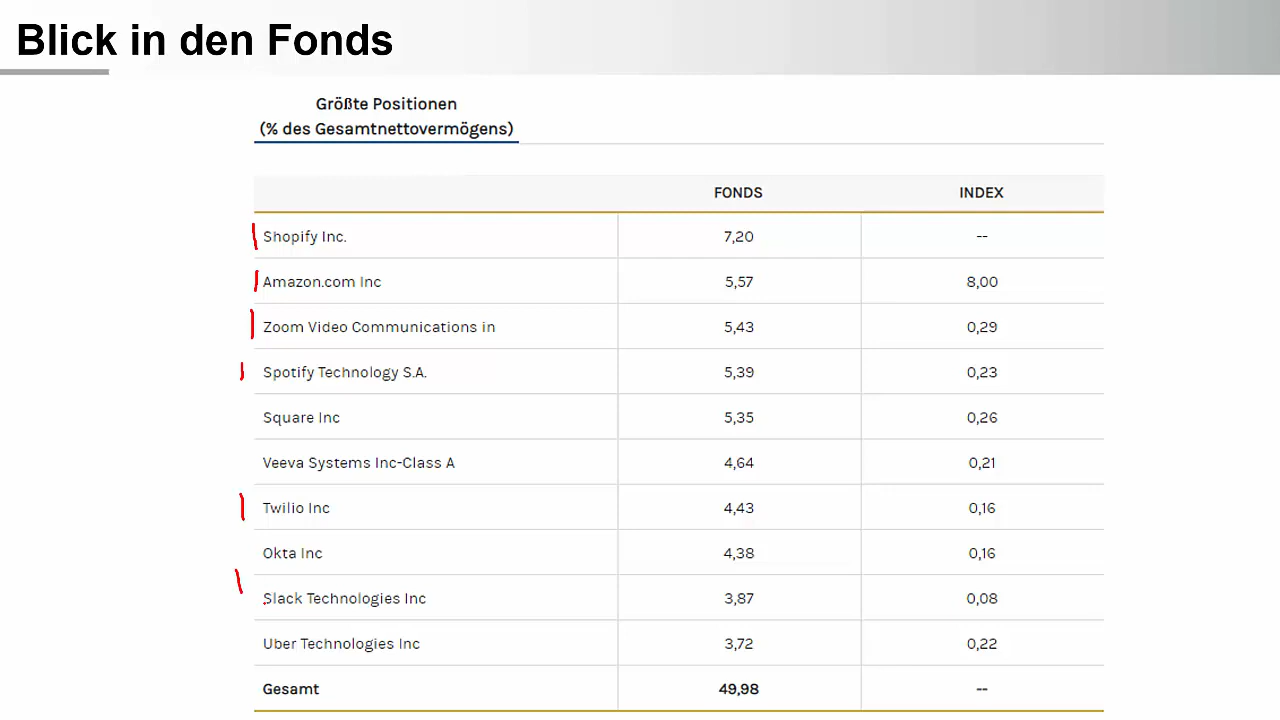 Blick in den Fonds
Größte Positionen
(% des Gesamtnettovermögens)
FONDS INDEX
Shopify Inc. 7,20 --
Amazon.com Inc 5,57 8,00
Zoom Video Communications in 5,43 0,29
Spotify Technology S.A. 5,39 0,23
Square Inc 5,35 0,26
Veeva Systems Inc-Class A 4,64 0,21
Twilio Inc 4,43 0,16
Okta Inc 4,38 0,16
Slack Technologies Inc 3,87 0,08
Uber Technologies Inc 3,72 0,22
Gesamt 49,98 --